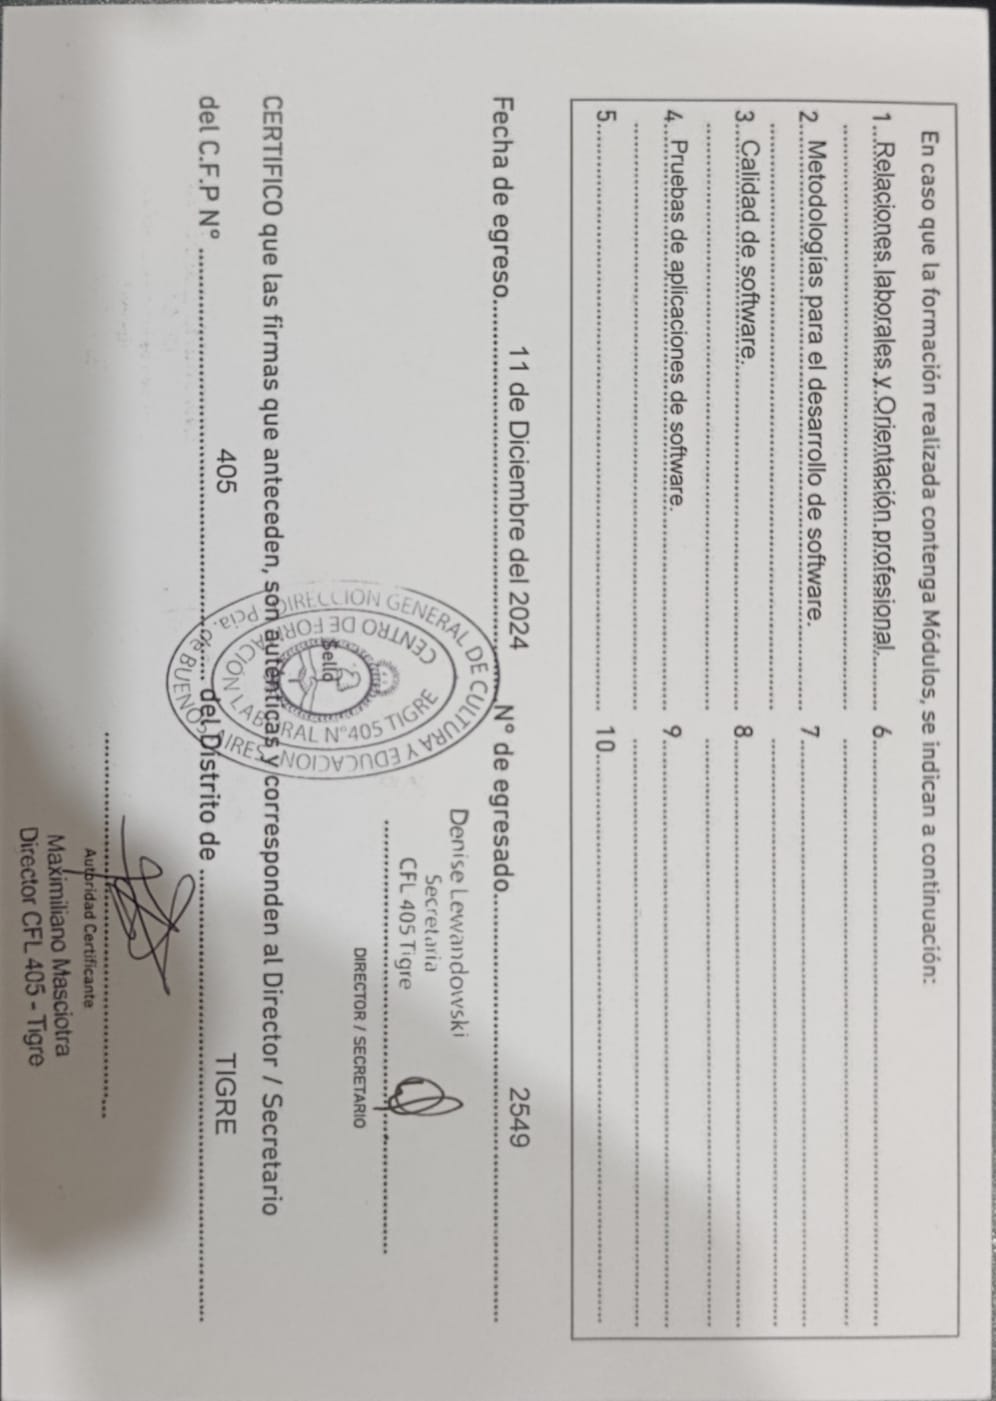 En caso que la formación realizada contenga Módulos, se indican a continuación:
1 Relaciones laborales y Orientación profesional.
2 Metodologías para el desarrollo de software.
3 Calidad de software.
4 Pruebas de aplicaciones de software.
5
6
7
8
9
10
Fecha de egreso 11 de Diciembre del 2024 N° de egresado 2549
DIRECCIÓN GENERAL DE CULTURA Y EDUCACION
Pcia. de BUENOS AIRES
CENTRO DE FORMACIÓN LABORAL N°405 TIGRE
Sello
Denise Lewandowski
Secretaria
CFL 405 Tigre
DIRECTOR / SECRETARIO
CERTIFICO que las firmas que anteceden, son auténticas y corresponden al Director / Secretario
del C.F.P N° 405 del Distrito de TIGRE
Autoridad Certificante
Maximiliano Masciotra
Director CFL 405 - Tigre